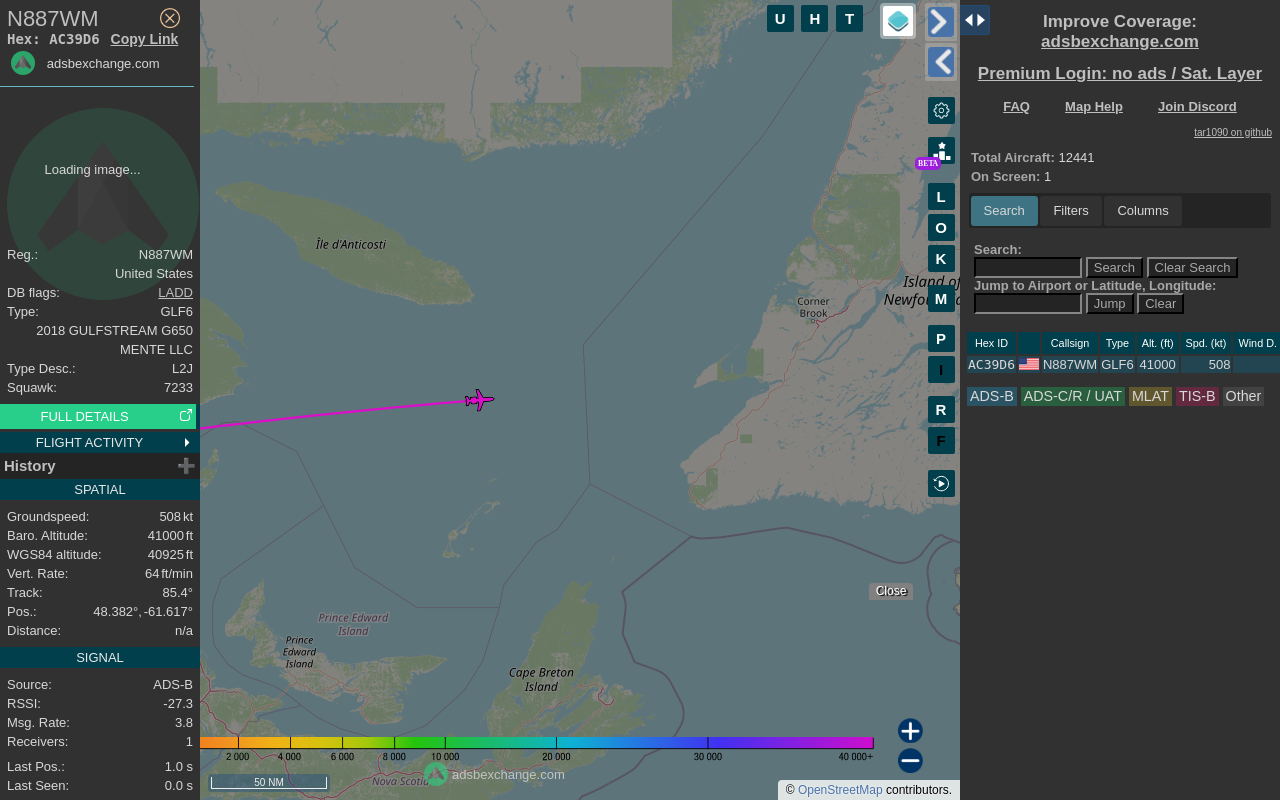 N887WM
Hex: AC39D6 Copy Link
adsbexchange.com
Loading image...
Reg.: N887WM
United States
DB flags: LADD
Type: GLF6
2018 GULFSTREAM G650
MENTE LLC
Type Desc.: L2J
Squawk: 7233
FULL DETAILS
FLIGHT ACTIVITY
History
SPATIAL
Groundspeed: 508 kt
Baro. Altitude: 41000 ft
WGS84 altitude: 40925 ft
Vert. Rate: 64 ft/min
Track: 85.4°
Pos.: 48.382°, -61.617°
Distance: n/a
SIGNAL
Source: ADS-B
RSSI: -27.3
Msg. Rate: 3.8
Receivers: 1
Last Pos.: 1.0 s
Last Seen: 0.0 s
U H T
BETA
L
O
K
M
P
I
R
F
Île d'Anticosti
Corner
Brook
Island of
Prince Edward
Island
Prince
Edward
Island
Cape Breton
Island
Close
2 000 4 000 6 000 8 000 10 000 20 000 30 000 40 000+
Nova Scotia
adsbexchange.com
50 NM
© OpenStreetMap contributors.
Improve Coverage:
adsbexchange.com
Premium Login: no ads / Sat. Layer
FAQ Map Help Join Discord
tar1090 on github
Total Aircraft: 12441
On Screen: 1
Search Filters Columns
Search:
Search Clear Search
Jump to Airport or Latitude, Longitude:
Jump Clear
Hex ID Callsign Type Alt. (ft) Spd. (kt) Wind D.
AC39D6 N887WM GLF6 41000 508
ADS-B ADS-C/R / UAT MLAT TIS-B Other